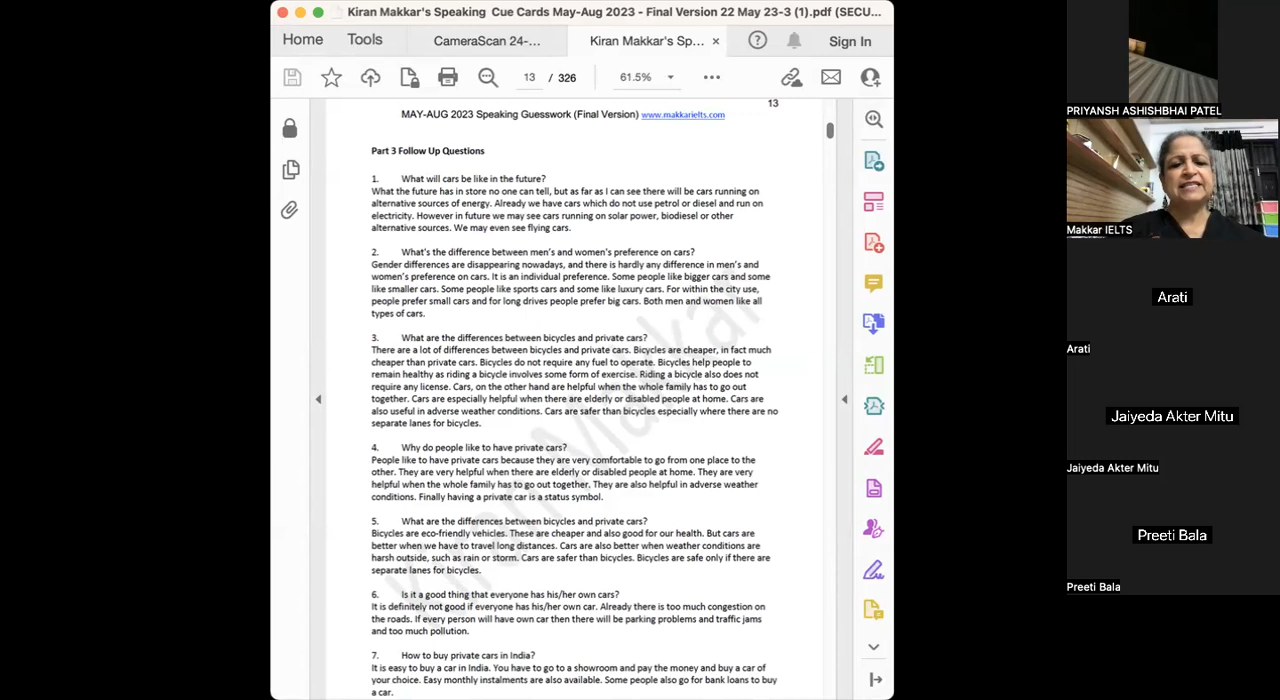 Kiran Makkar's Speaking Cue Cards May-Aug 2023 - Final Version 22 May 23-3 (1).pdf (SECU...
Home
Tools
CameraScan 24-...
Kiran Makkar's Sp...
×
Sign In
13 / 326
61.5%
13
MAY-AUG 2023 Speaking Guesswork (Final Version) www.makkarielts.com
Part 3 Follow Up Questions
1. What will cars be like in the future?
What the future has in store no one can tell, but as far as I can see there will be cars running on
alternative sources of energy. Already we have cars which do not use petrol or diesel and run on
electricity. However in future we may see cars running on solar power, biodiesel or other
alternative sources. We may even see flying cars.
2. What's the difference between men's and women's preference on cars?
Gender differences are disappearing nowadays, and there is hardly any difference in men's and
women's preference on cars. It is an individual preference. Some people like bigger cars and some
like smaller cars. Some people like sports cars and some like luxury cars. For within the city use,
people prefer small cars and for long drives people prefer big cars. Both men and women like all
types of cars.
3. What are the differences between bicycles and private cars?
There are a lot of differences between bicycles and private cars. Bicycles are cheaper, in fact much
cheaper than private cars. Bicycles do not require any fuel to operate. Bicycles help people to
remain healthy as riding a bicycle involves some form of exercise. Riding a bicycle also does not
require any license. Cars, on the other hand are helpful when the whole family has to go out
together. Cars are especially helpful when there are elderly or disabled people at home. Cars are
also useful in adverse weather conditions. Cars are safer than bicycles especially where there are no
separate lanes for bicycles.
4. Why do people like to have private cars?
People like to have private cars because they are very comfortable to go from one place to the
other. They are very helpful when there are elderly or disabled people at home. They are very
helpful when the whole family has to go out together. They are also helpful in adverse weather
conditions. Finally having a private car is a status symbol.
5. What are the differences between bicycles and private cars?
Bicycles are eco-friendly vehicles. These are cheaper and also good for our health. But cars are
better when we have to travel long distances. Cars are also better when weather conditions are
harsh outside, such as rain or storm. Cars are safer than bicycles. Bicycles are safe only if there are
separate lanes for bicycles.
6. Is it a good thing that everyone has his/her own cars?
It is definitely not good if everyone has his/her own car. Already there is too much congestion on
the roads. If every person will have own car then there will be parking problems and traffic jams
and too much pollution.
7. How to buy private cars in India?
It is easy to buy a car in India. You have to go to a showroom and pay the money and buy a car of
your choice. Easy monthly instalments are also available. Some people also go for bank loans to buy
a car.
Kiran Makkar
PRIYANSH ASHISHBHAI PATEL
Makkar IELTS
Arati
Arati
Jaiyeda Akter Mitu
Jaiyeda Akter Mitu
Preeti Bala
Preeti Bala